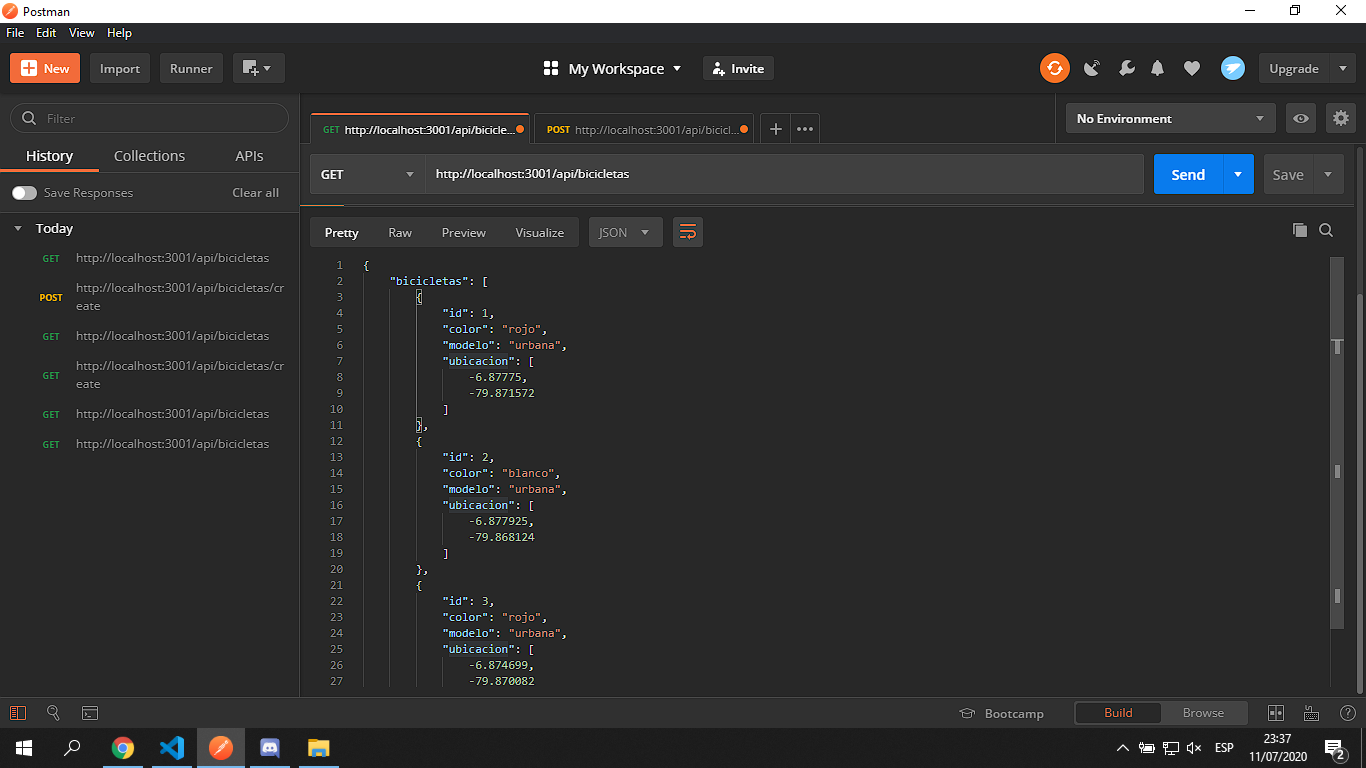 Postman
File Edit View Help
New Import Runner My Workspace Invite Upgrade
Filter
History Collections APIs
Save Responses Clear all
Today
GET http://localhost:3001/api/bicicletas
POST http://localhost:3001/api/bicicletas/cr
eate
GET http://localhost:3001/api/bicicletas
GET http://localhost:3001/api/bicicletas/cr
eate
GET http://localhost:3001/api/bicicletas
GET http://localhost:3001/api/bicicletas
GET http://localhost:3001/api/bicicle... POST http://localhost:3001/api/bicicl... + ••• No Environment
GET http://localhost:3001/api/bicicletas Send Save
Pretty Raw Preview Visualize JSON
1 {
2 "bicicletas": [
3 {
4 "id": 1,
5 "color": "rojo",
6 "modelo": "urbana",
7 "ubicacion": [
8 -6.87775,
9 -79.871572
10 ]
11 },
12 {
13 "id": 2,
14 "color": "blanco",
15 "modelo": "urbana",
16 "ubicacion": [
17 -6.877925,
18 -79.868124
19 ]
20 },
21 {
22 "id": 3,
23 "color": "rojo",
24 "modelo": "urbana",
25 "ubicacion": [
26 -6.874699,
27 -79.870082
Bootcamp Build Browse ?
ESP 23:37
11/07/2020 2